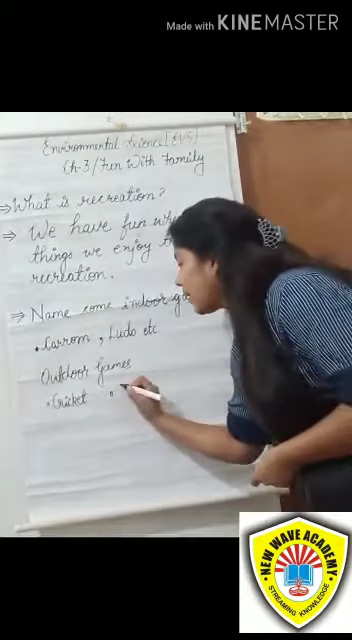 Made with KINEMASTER
Environmental Science [EVS]
Ch-3/Fun With Family
⇒ What is recreation?
⇒ We have fun
things we enjoy
recreation.
⇒ Name some indoor
• Carrom, Ludo etc
Outdoor Games
• Cricket
NEW WAVE ACADEMY
STREAMING KNOWLEDGE